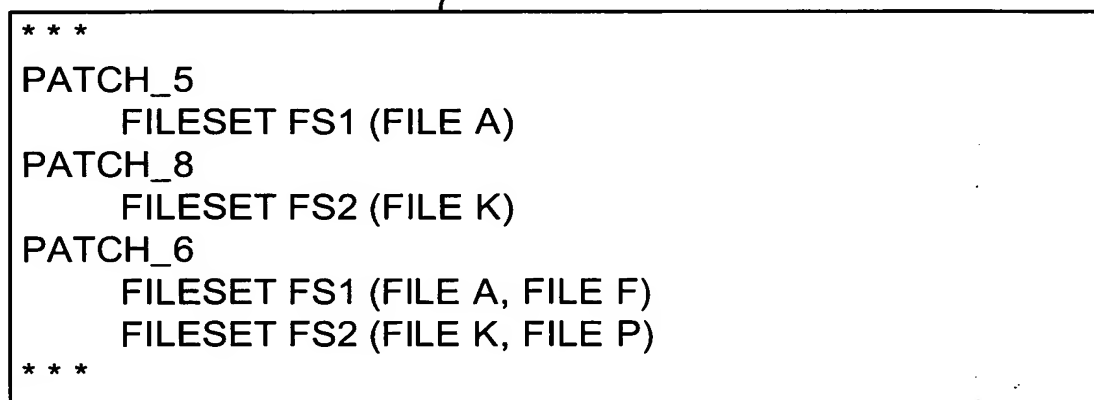 * * *
PATCH_5
FILESET FS1 (FILE A)
PATCH_8
FILESET FS2 (FILE K)
PATCH_6
FILESET FS1 (FILE A, FILE F)
FILESET FS2 (FILE K, FILE P)
* * *